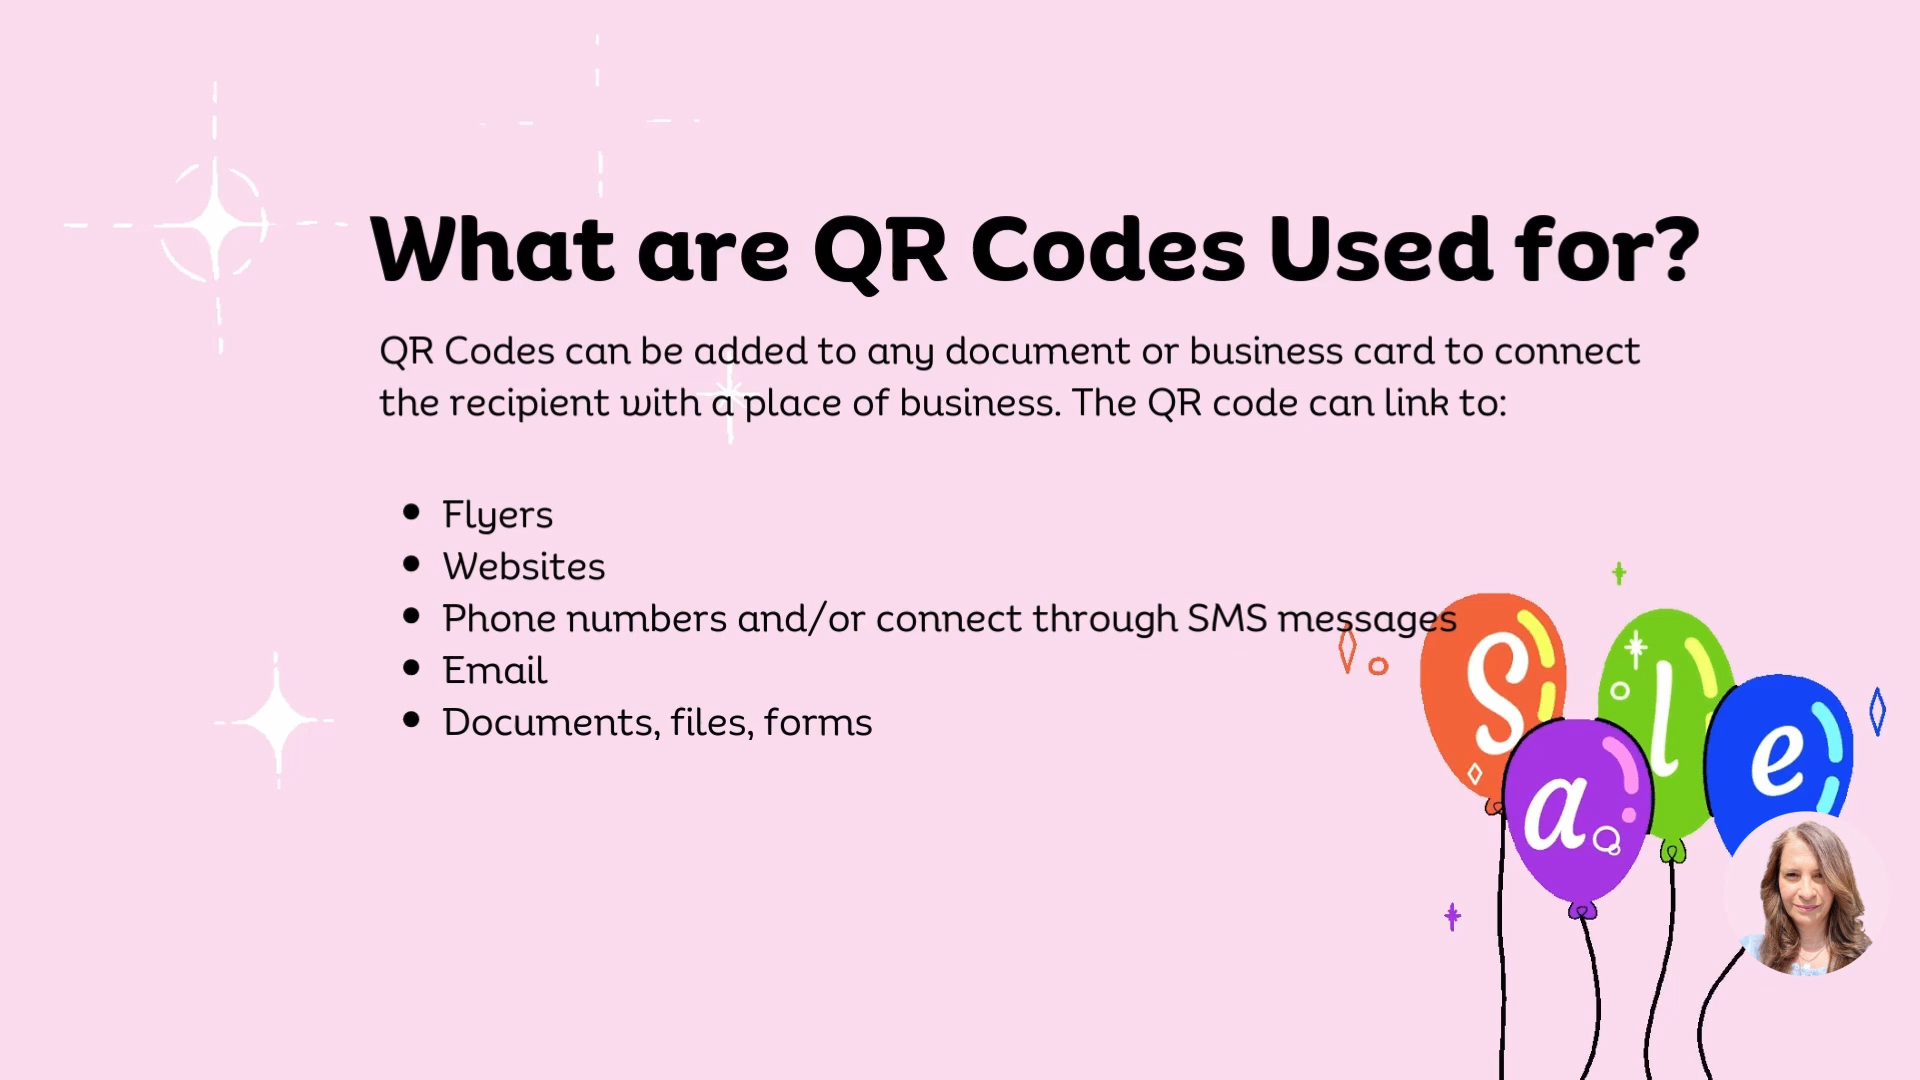 What are QR Codes Used for?
QR Codes can be added to any document or business card to connect
the recipient with a place of business. The QR code can link to:
• Flyers
• Websites
• Phone numbers and/or connect through SMS messages
• Email
• Documents, files, forms
S a l e